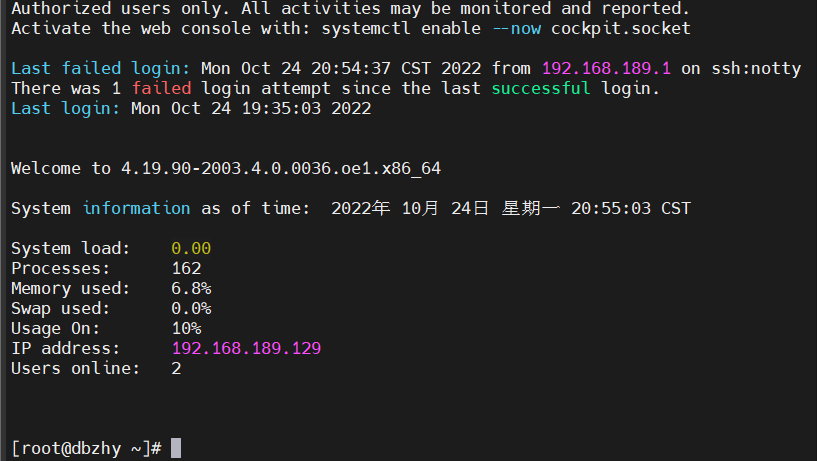 Authorized users only. All activities may be monitored and reported.
Activate the web console with: systemctl enable --now cockpit.socket
Last failed login: Mon Oct 24 20:54:37 CST 2022 from 192.168.189.1 on ssh:notty
There was 1 failed login attempt since the last successful login.
Last login: Mon Oct 24 19:35:03 2022
Welcome to 4.19.90-2003.4.0.0036.oe1.x86_64
System information as of time:  2022年 10月 24日 星期一 20:55:03 CST
System load:    0.00
Processes:      162
Memory used:    6.8%
Swap used:      0.0%
Usage On:       10%
IP address:     192.168.189.129
Users online:   2
[root@dbzhy ~]#